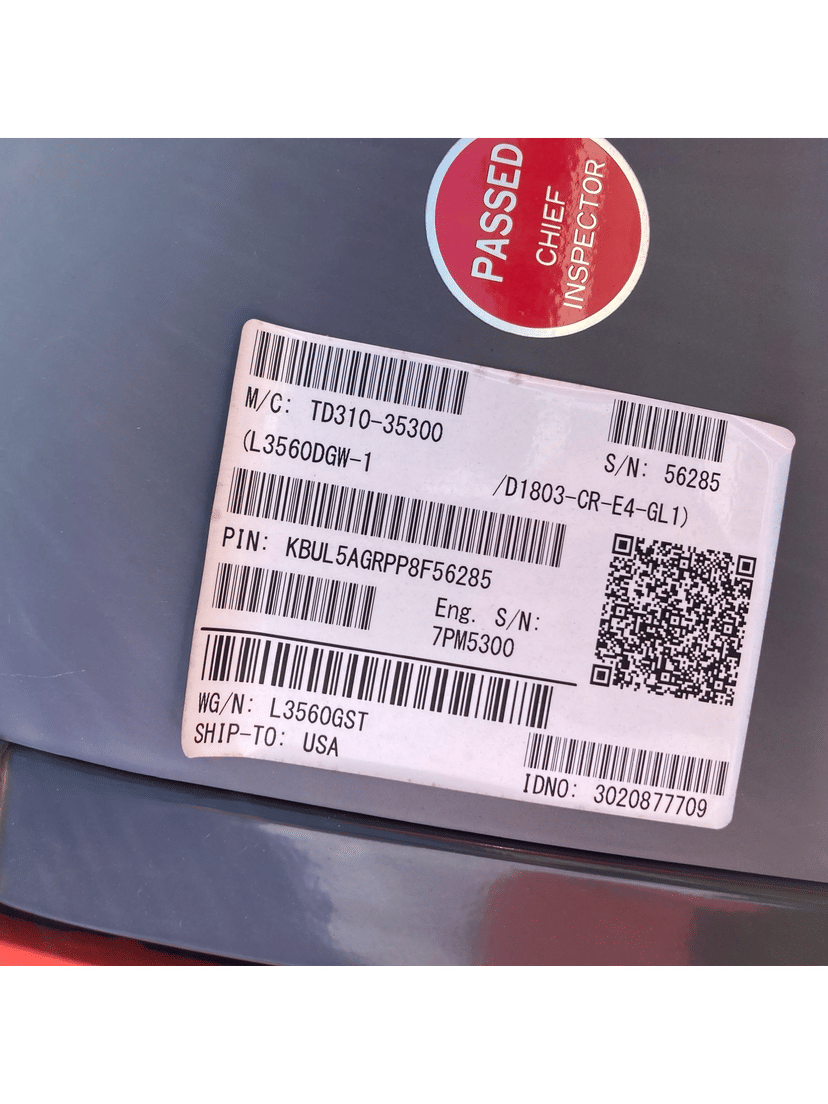 PASSED
CHIEF
INSPECTOR
M/C: TD310-35300
S/N: 56285
(L3560DGW-1
/D1803-CR-E4-GL1)
PIN: KBUL5AGRPP8F56285
Eng. S/N:
7PM5300
WG/N: L3560GST
SHIP-TO: USA
IDNO: 3020877709